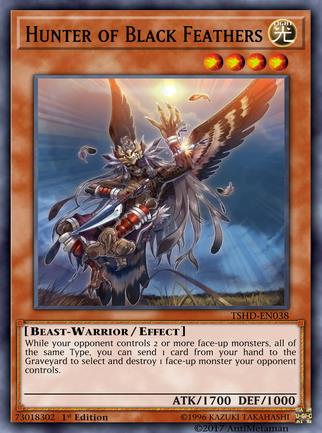 HUNTER OF BLACK FEATHERS
LIGHT
光
TSHD-EN038
[BEAST-WARRIOR / EFFECT]
While your opponent controls 2 or more face-up monsters, all
of the same Type, you can send 1 card from your hand to
the Graveyard to select and destroy 1 face-up monster your opponent
controls.
ATK/1700 DEF/1000
73018302 1st Edition ©1996 KAZUKI TAKAHASHI
©2017 AntiMetaman